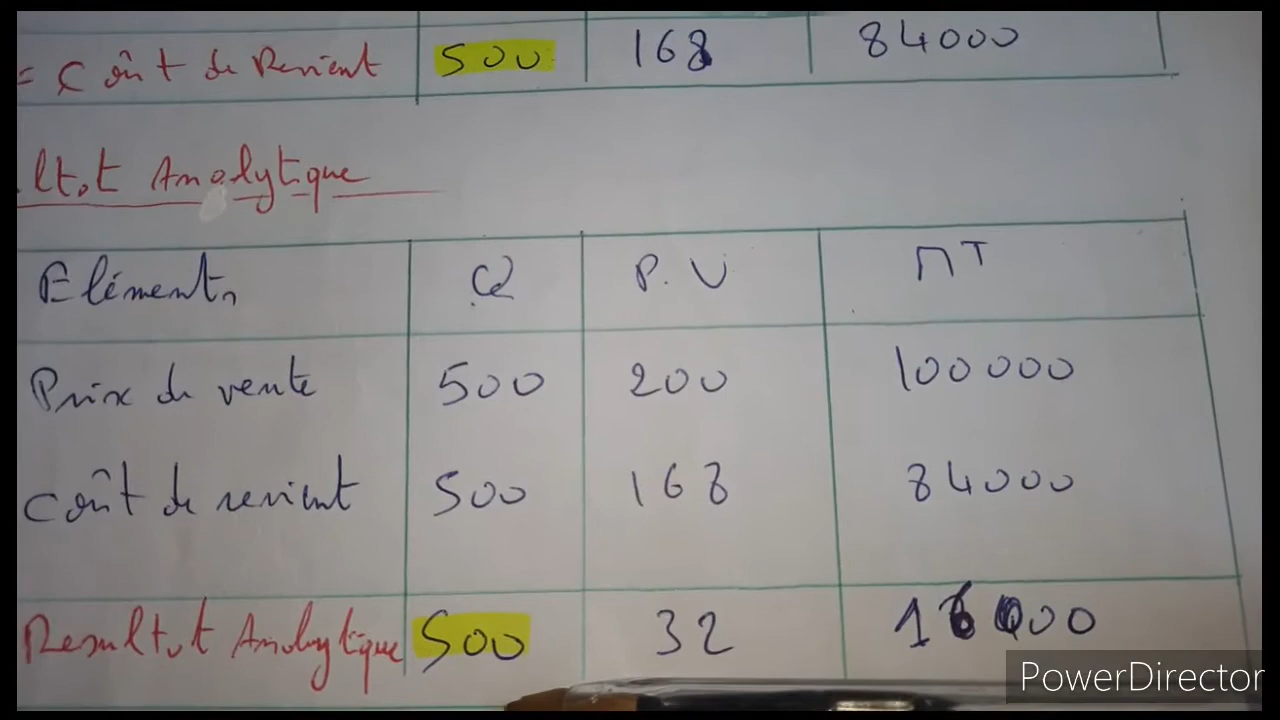 = Coût de Revient 500 168 84000
ltat Analytique
Eléments Q P.U MT
Prix de vente 500 200 100000
coût de revient 500 168 84000
Resultat Analytique 500 32 16000
PowerDirector